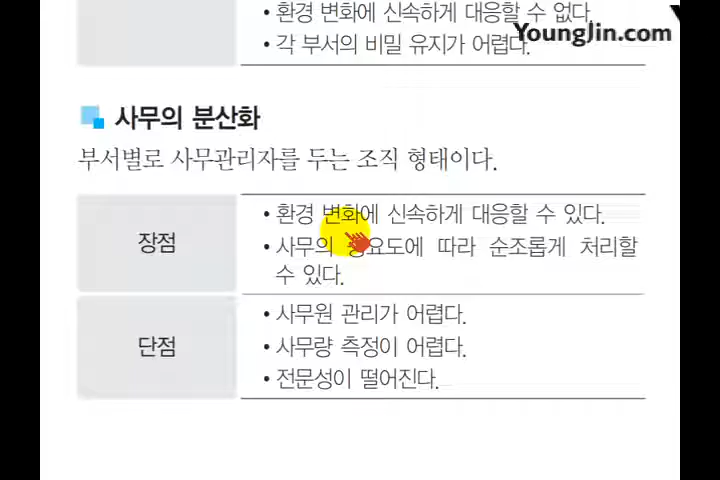 • 환경 변화에 신속하게 대응할 수 없다.
• 각 부서의 비밀 유지가 어렵다.
YoungJin.com
사무의 분산화
부서별로 사무관리자를 두는 조직 형태이다.
장점
• 환경 변화에 신속하게 대응할 수 있다.
• 사무의 중요도에 따라 순조롭게 처리할
수 있다.
단점
• 사무원 관리가 어렵다.
• 사무량 측정이 어렵다.
• 전문성이 떨어진다.